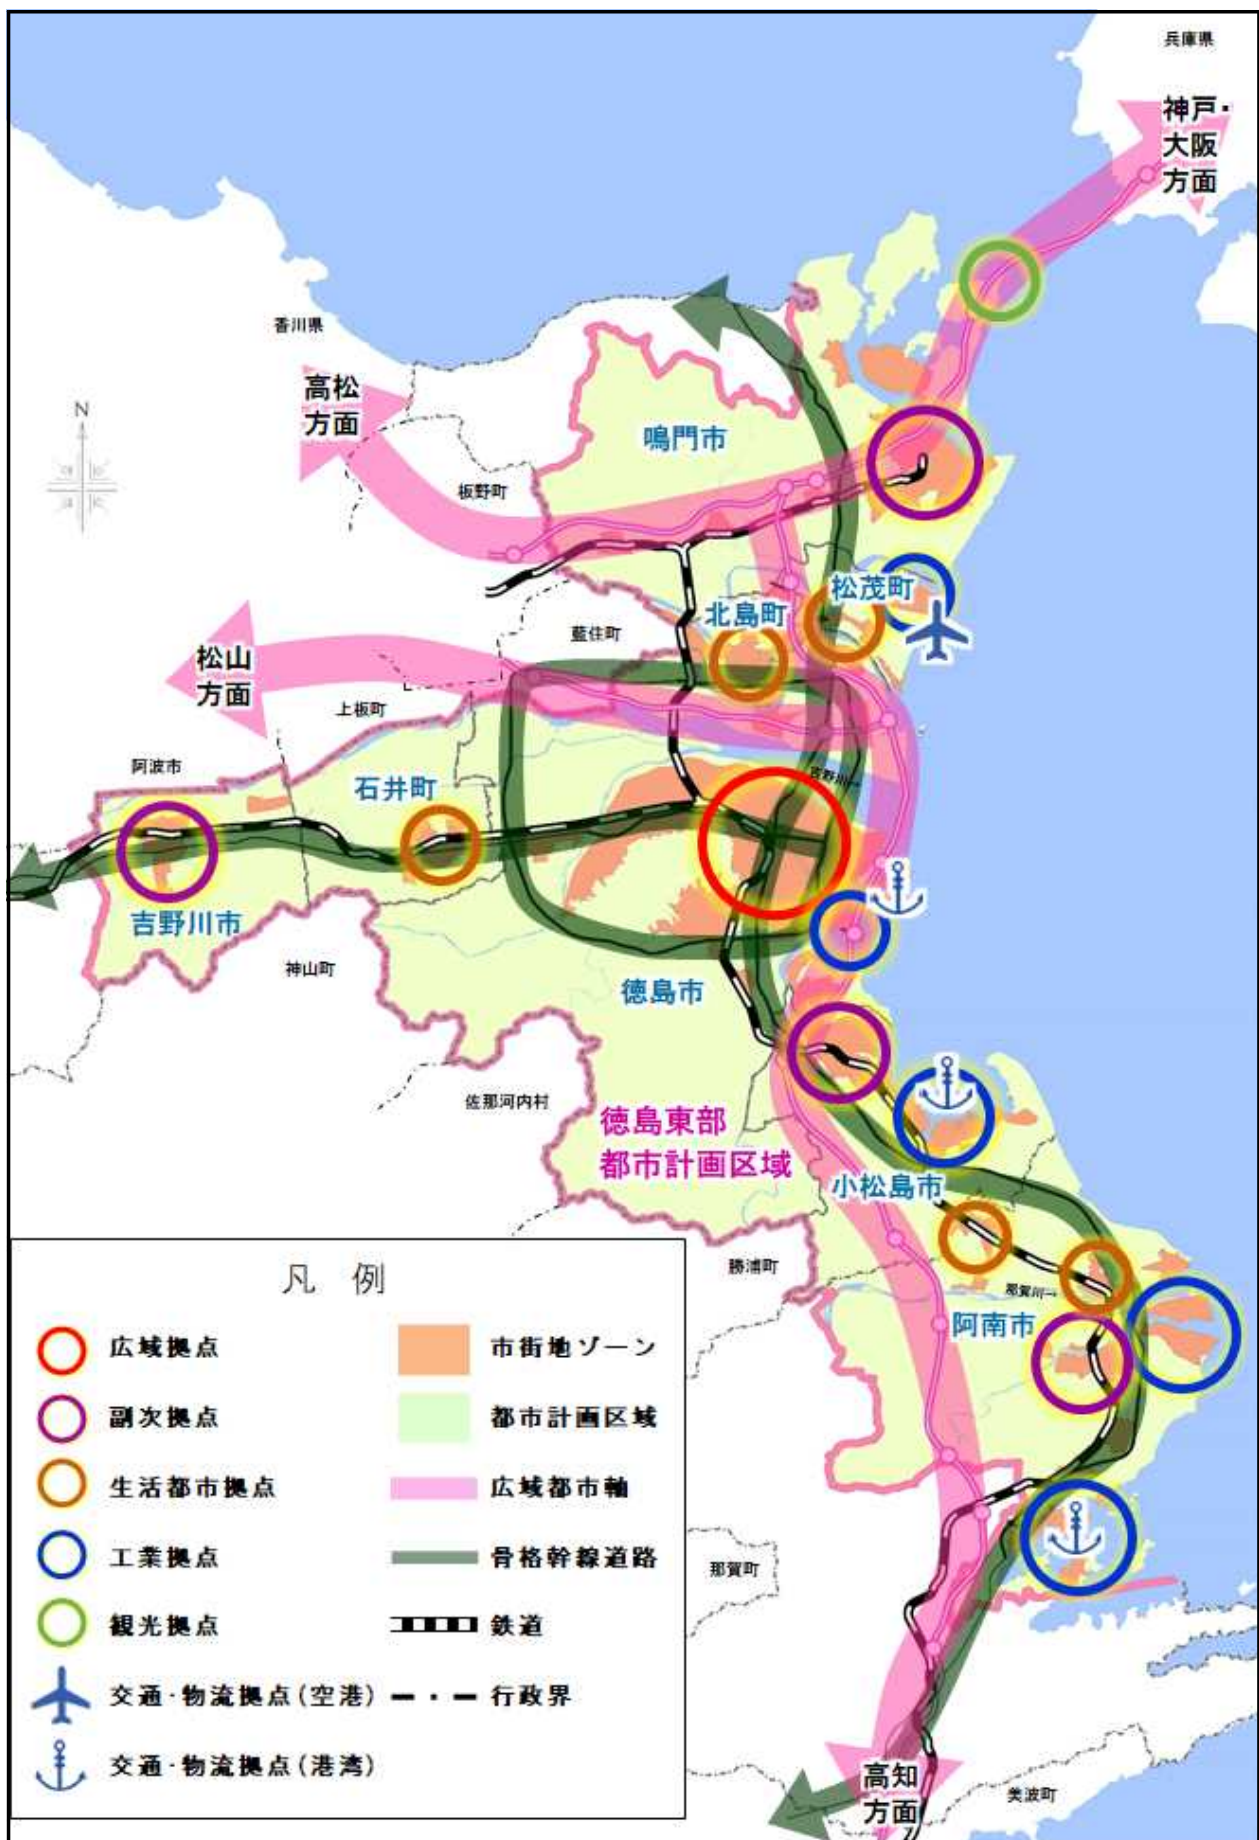 兵庫県
神戸・
大阪
方面
香川県
高松
方面
N
鳴門市
板野町
松茂町
北島町
藍住町
松山
方面
上板町
阿波市
吉野川→
石井町
吉野川市
神山町
徳島市
佐那河内村
徳島東部
都市計画区域
小松島市
勝浦町
那賀川→
阿南市
那賀町
高知
方面
美波町
凡 例
広域拠点
市街地ゾーン
副次拠点
都市計画区域
生活都市拠点
広域都市軸
工業拠点
骨格幹線道路
観光拠点
鉄道
交通・物流拠点(空港)
行政界
交通・物流拠点(港湾)